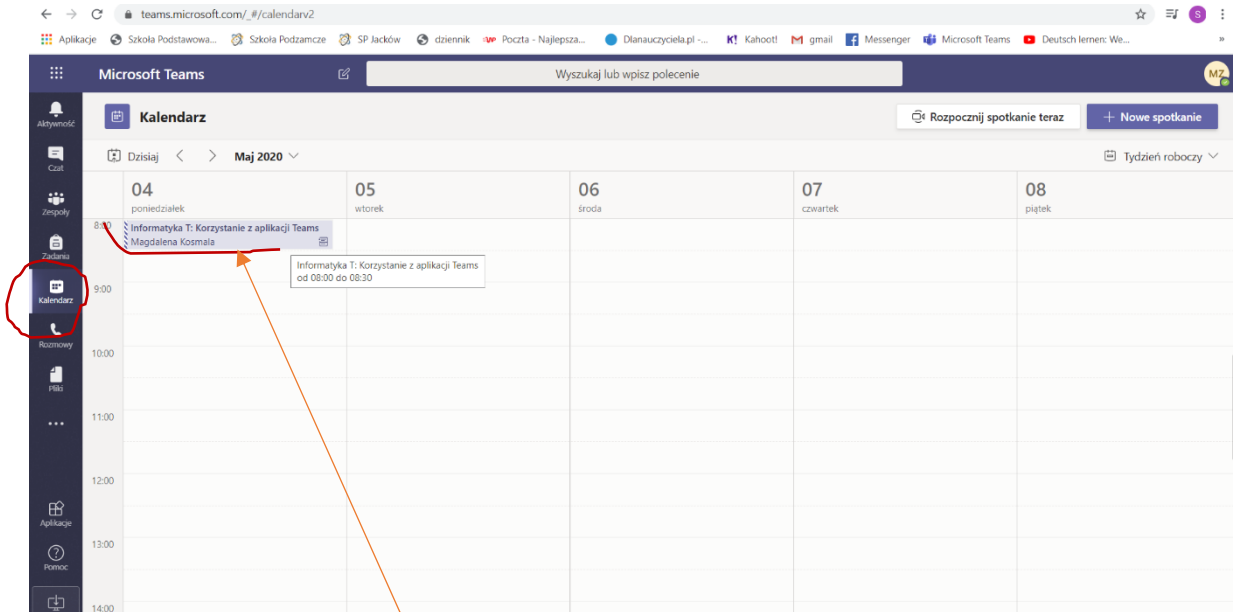 teams.microsoft.com/_#/calendarv2
S
Aplikacje Szkoła Podstawowa... Szkoła Podzamcze SP Jacków dziennik Poczta - Najlepsza... Dlanauczyciela.pl -... K! Kahoot! gmail Messenger Microsoft Teams Deutsch lernen: We... »
Microsoft Teams
Wyszukaj lub wpisz polecenie
MZ
Aktywność
Czat
Zespoły
Zadania
Kalendarz
Rozmowy
Pliki
...
Aplikacje
Pomoc
Kalendarz
Rozpocznij spotkanie teraz
+ Nowe spotkanie
Dzisiaj < > Maj 2020
Tydzień roboczy
04 05 06 07 08
poniedziałek wtorek środa czwartek piątek
8:00
Informatyka T: Korzystanie z aplikacji Teams
Magdalena Kosmala
Informatyka T: Korzystanie z aplikacji Teams
od 08:00 do 08:30
9:00
10:00
11:00
12:00
13:00
14:00